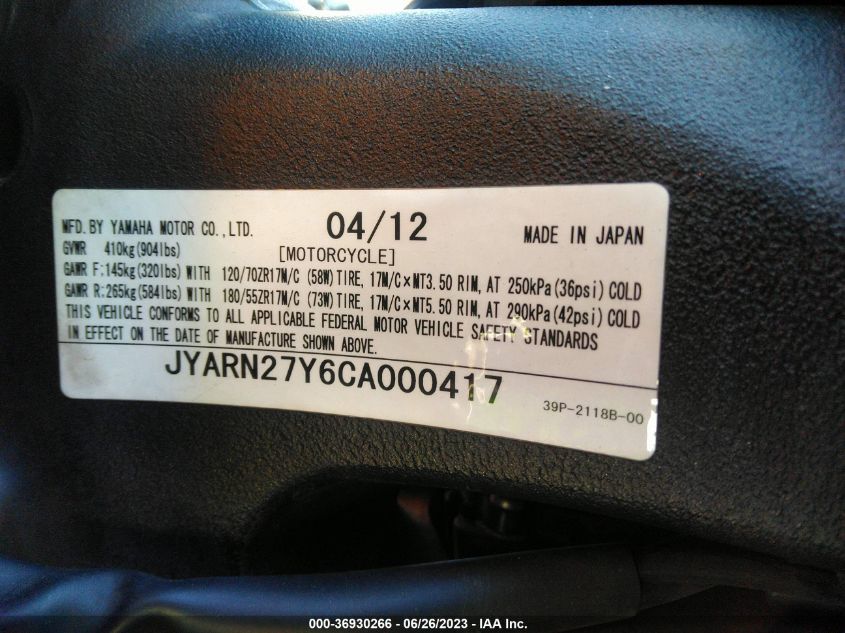 MFD. BY YAMAHA MOTOR CO., LTD. 04/12 MADE IN JAPAN
GVWR 410kg (904lbs) [MOTORCYCLE]
GAWR F:145kg (320lbs) WITH 120/70ZR17M/C (58W) TIRE, 17M/C×MT3.50 RIM, AT 250kPa (36psi) COLD
GAWR R:265kg (584lbs) WITH 180/55ZR17M/C (73W) TIRE, 17M/C×MT5.50 RIM, AT 290kPa (42psi) COLD
THIS VEHICLE CONFORMS TO ALL APPLICABLE FEDERAL MOTOR VEHICLE SAFETY STANDARDS
IN EFFECT ON THE DATE OF MANUFACTURE SHOWN ABOVE.
JYARN27Y6CA000417
39P-2118B-00
000-36930266 - 06/26/2023 - IAA Inc.